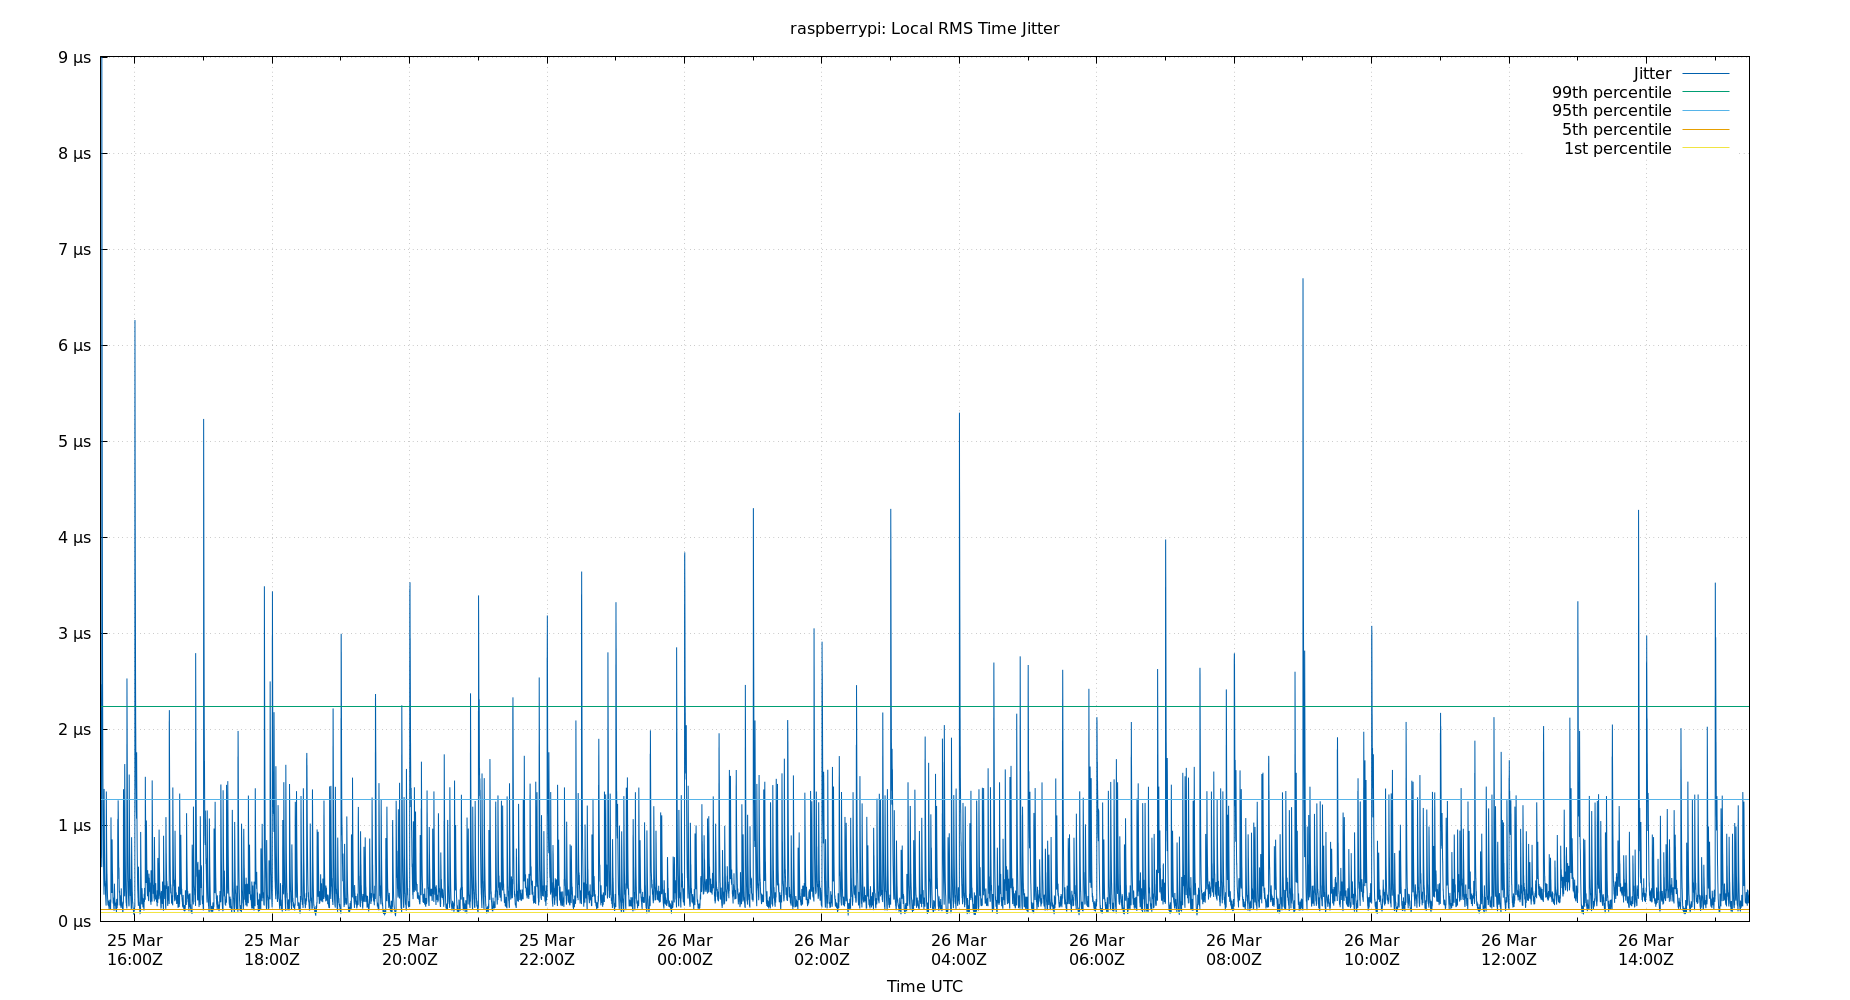 raspberrypi: Local RMS Time Jitter
9 µs
8 µs
7 µs
6 µs
5 µs
4 µs
3 µs
2 µs
1 µs
0 µs
Jitter
99th percentile
95th percentile
5th percentile
1st percentile
25 Mar 25 Mar 25 Mar 25 Mar 26 Mar 26 Mar 26 Mar 26 Mar 26 Mar 26 Mar 26 Mar 26 Mar
16:00Z 18:00Z 20:00Z 22:00Z 00:00Z 02:00Z 04:00Z 06:00Z 08:00Z 10:00Z 12:00Z 14:00Z
Time UTC